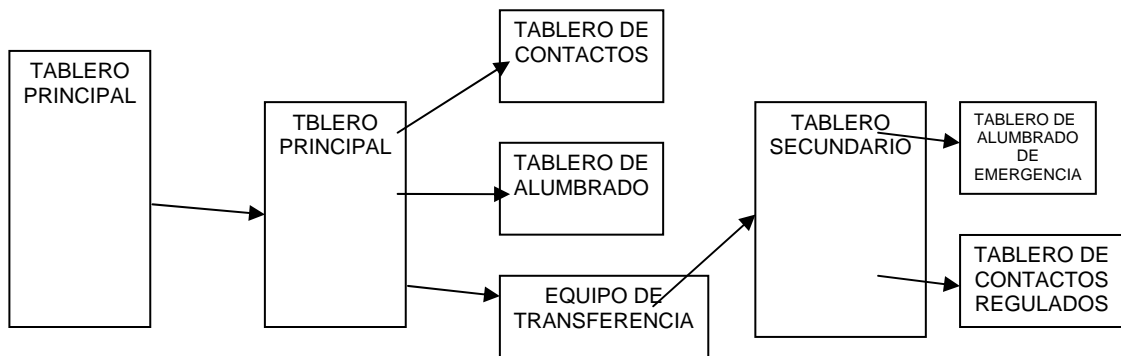 TABLERO
PRINCIPAL
TBLERO
PRINCIPAL
TABLERO DE
CONTACTOS
TABLERO DE
ALUMBRADO
EQUIPO DE
TRANSFERENCIA
TABLERO
SECUNDARIO
TABLERO DE
ALUMBRADO
DE
EMERGENCIA
TABLERO DE
CONTACTOS
REGULADOS